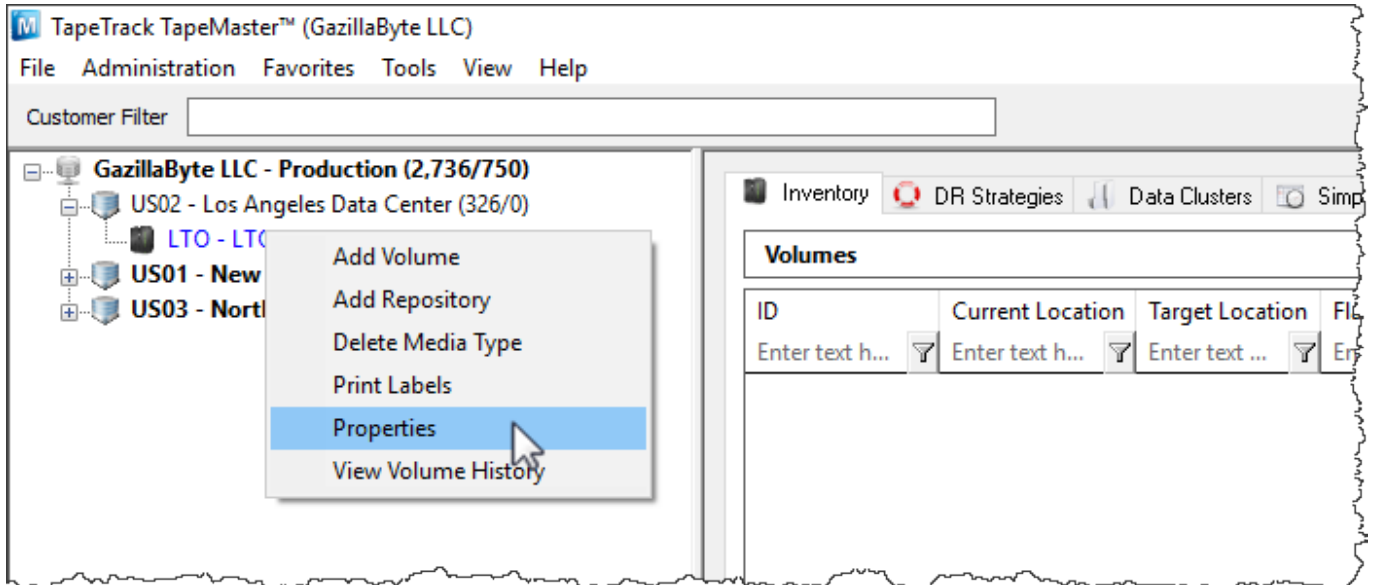 TapeTrack TapeMaster™ (GazillaByte LLC)
File Administration Favorites Tools View Help
Customer Filter
GazillaByte LLC - Production (2,736/750)
US02 - Los Angeles Data Center (326/0)
LTO - LTO
US01 - New
US03 - North
Add Volume
Add Repository
Delete Media Type
Print Labels
Properties
View Volume History
Inventory DR Strategies Data Clusters Simp
Volumes
ID Current Location Target Location
Enter text h... Enter text h... Enter text ...